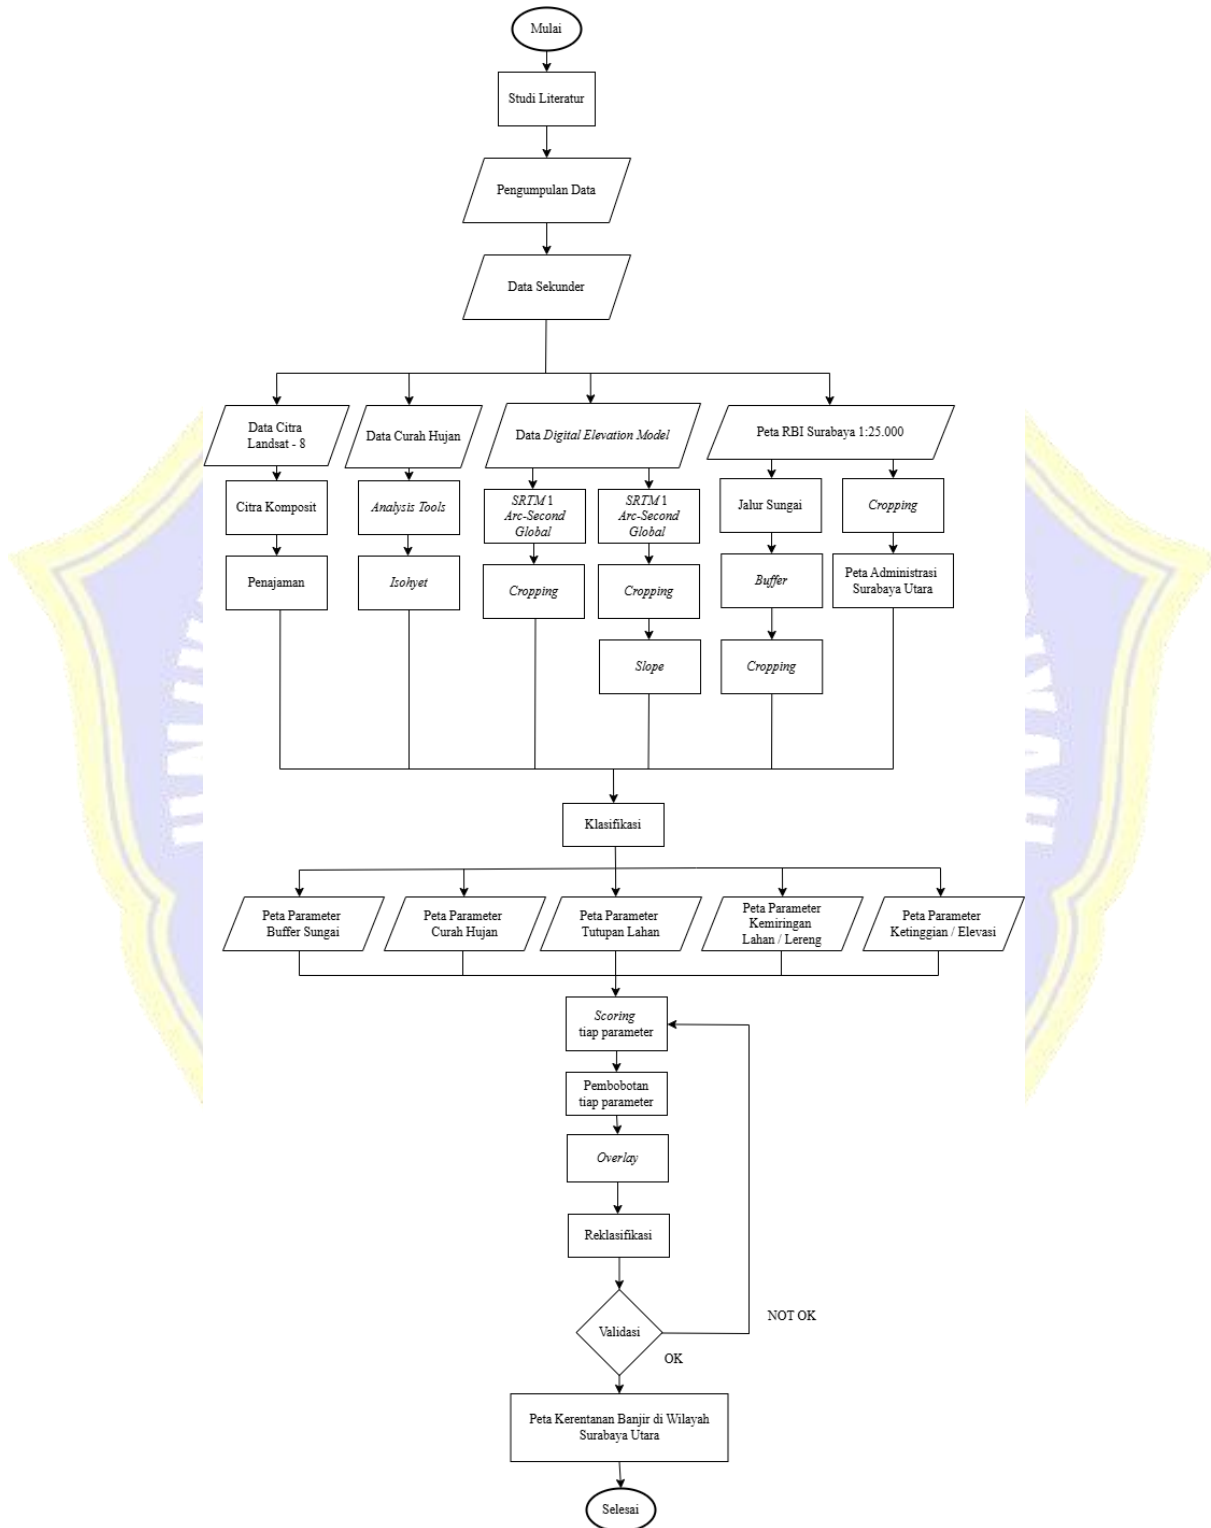 Mulai
Studi Literatur
Pengumpulan Data
Data Sekunder
Data Citra
Landsat - 8
Data Curah Hujan
Data Digital Elevation Model
Peta RBI Surabaya 1:25.000
Citra Komposit
Analysis Tools
SRTM 1
Arc-Second
Global
SRTM 1
Arc-Second
Global
Jalur Sungai
Cropping
Penajaman
Isohyet
Cropping
Cropping
Buffer
Peta Administrasi
Surabaya Utara
Slope
Cropping
Klasifikasi
Peta Parameter
Buffer Sungai
Peta Parameter
Curah Hujan
Peta Parameter
Tutupan Lahan
Peta Parameter
Kemiringan
Lahan / Lereng
Peta Parameter
Ketinggian / Elevasi
Scoring
tiap parameter
Pembobotan
tiap parameter
Overlay
Reklasifikasi
Validasi
NOT OK
OK
Peta Kerentanan Banjir di Wilayah
Surabaya Utara
Selesai